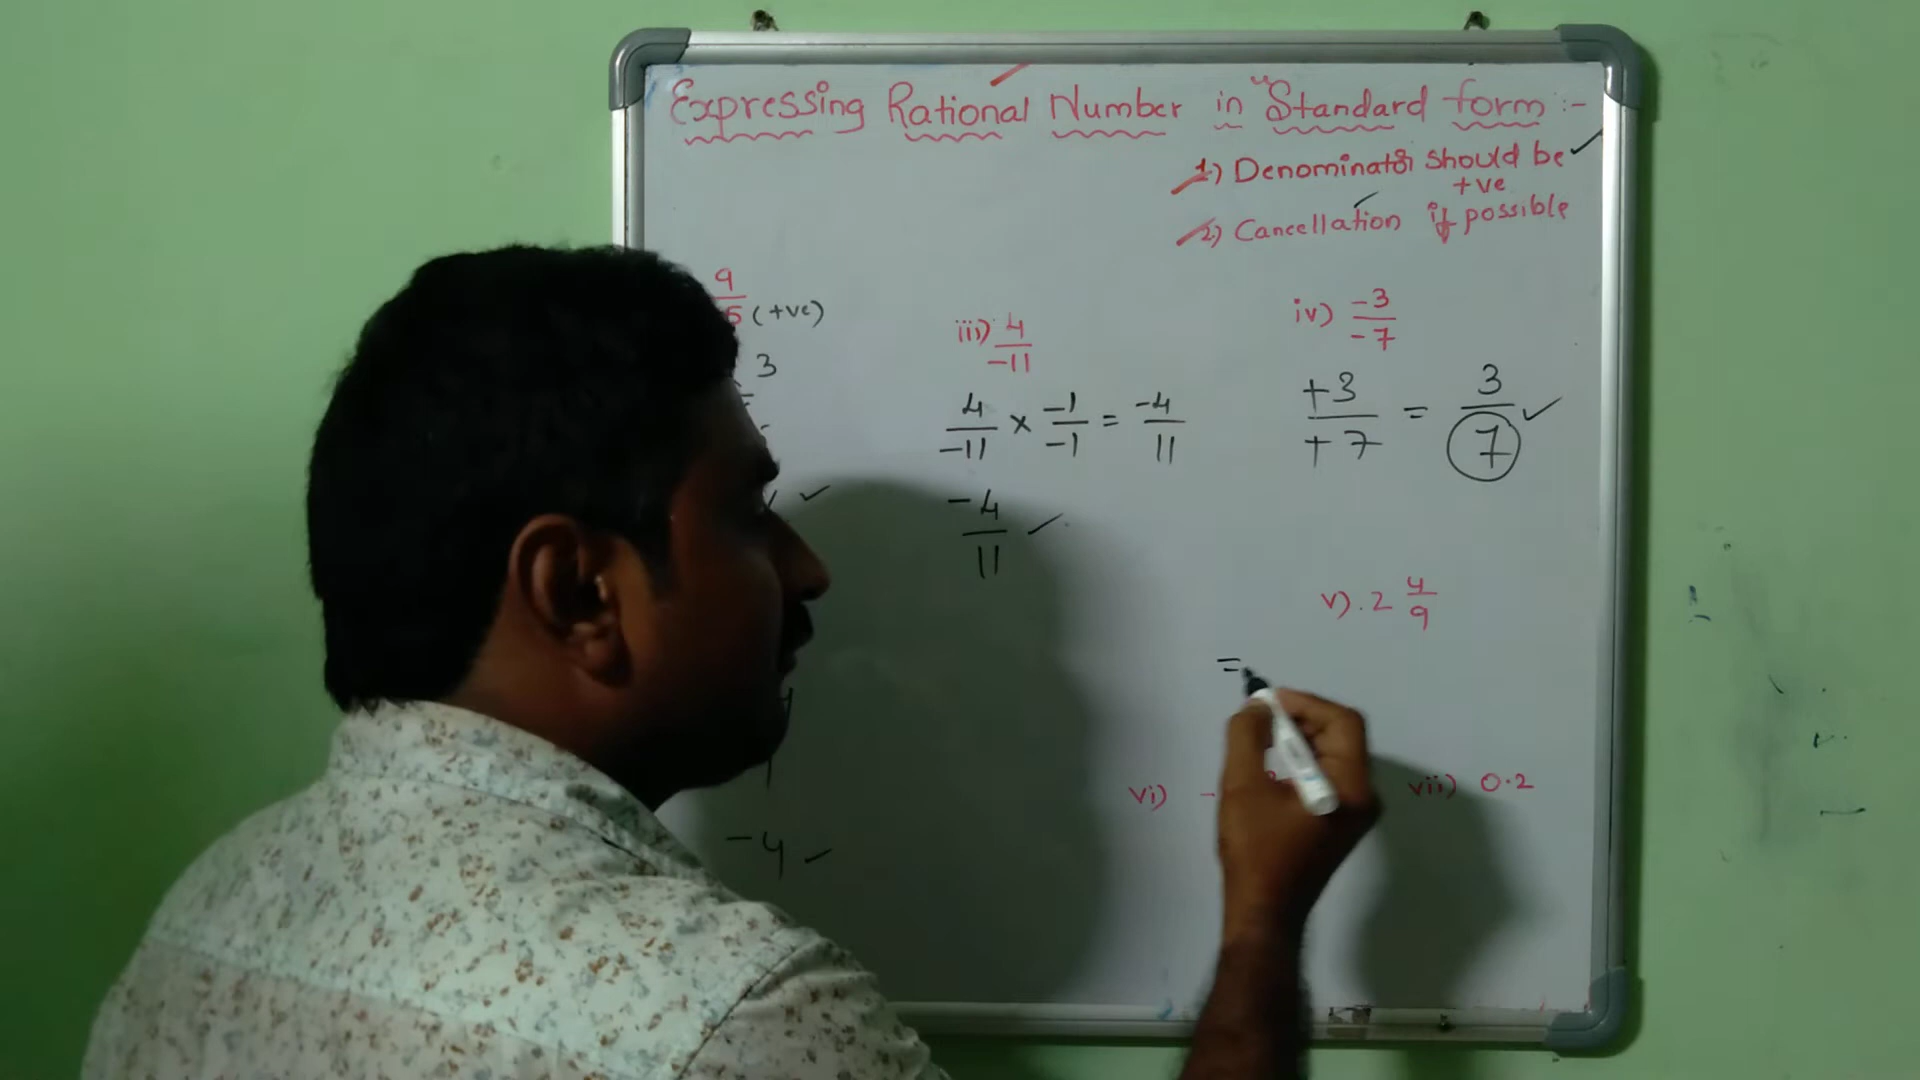 Expressing Rational Number in "Standard form :-
1) Denominator should be +ve
2) Cancellation if possible
9/5 (+ve)
3
iii) 4/-11
4/-11 × -1/-1 = -4/11
-4/11
iv) -3/-7
+3/+7 = 3/7
v). 2 4/9
=
vi) -
vii) 0.2
-4